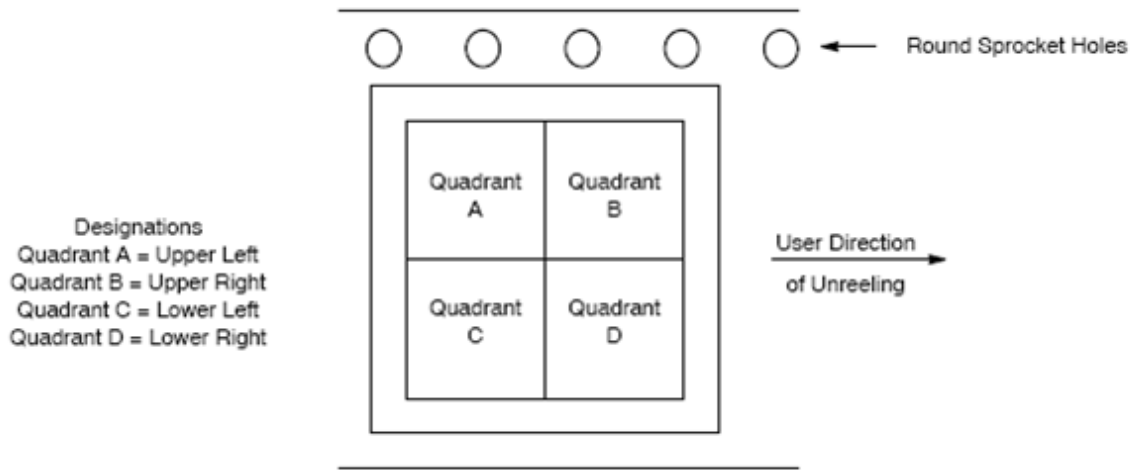 Round Sprocket Holes
Quadrant
A
Quadrant
B
Designations
Quadrant A = Upper Left
Quadrant B = Upper Right
Quadrant C = Lower Left
Quadrant D = Lower Right
User Direction
of Unreeling
Quadrant
C
Quadrant
D